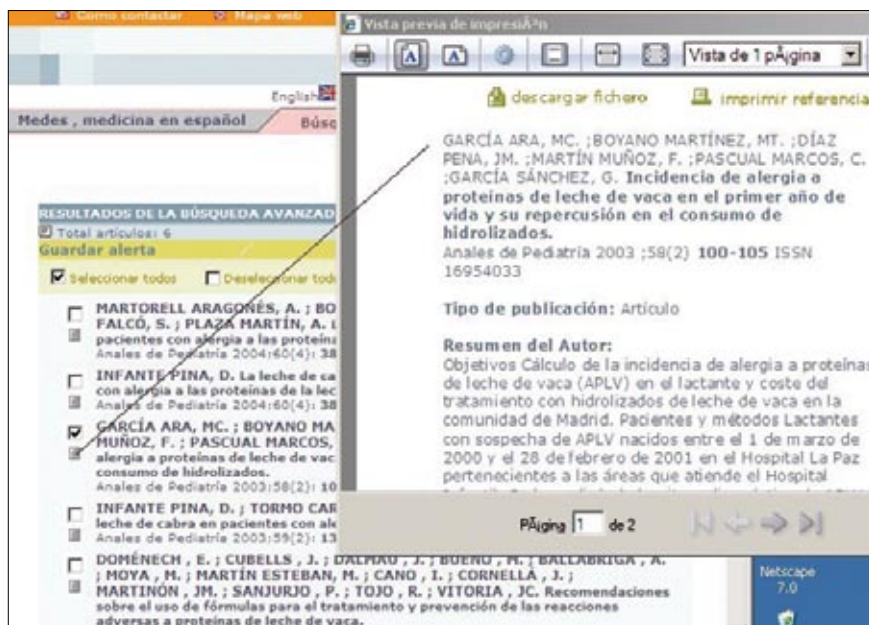 Como contactar
Mapa web
English
Medes , medicina en español
Búsq
RESULTADOS DE LA BÚSQUEDA AVANZAD
Total artículos: 6
Guardar alerta
Seleccionar todos
Deseleccionar todo
MARTORELL ARAGONÉS, A. ; BO
FALCÓ, S. ; PLAZA MARTÍN, A.
pacientes con alergia a las proteína
Anales de Pediatría 2004;60(4): 38
INFANTE PINA, D. La leche de ca
con alergia a las proteínas de la lec
Anales de Pediatría 2004;60(4): 38
GARCÍA ARA, MC. ; BOYANO MA
MUÑOZ, F. ; PASCUAL MARCOS,
alergia a proteínas de leche de vac
consumo de hidrolizados.
Anales de Pediatría 2003;58(2): 10
INFANTE PINA, D. ; TORMO CAR
leche de cabra en pacientes con ale
Anales de Pediatría 2003;59(2): 13
DOMÉNECH , E. ; CUBELLS , J. ; DALMAU , J. ; BUENO , M. ; BALLABRIGA , A.
; MOYA , M. ; MARTÍN ESTEBAN, M. ; CANO , I. ; CORNELLÁ , J. ;
MARTINÓN , JM. ; SANJURJO , P. ; TOJO , R. ; VITORIA , JC. Recomendaciones
sobre el uso de fórmulas para el tratamiento y prevención de las reacciones
adversas a proteínas de leche de vaca.
Vista previa de impresiÃ³n
Vista de 1 pÃ¡gina
descargar fichero
imprimir referencia
GARCÍA ARA, MC. ;BOYANO MARTÍNEZ, MT. ;DÍAZ
PENA, JM. ;MARTÍN MUÑOZ, F. ;PASCUAL MARCOS, C.
;GARCÍA SÁNCHEZ, G. Incidencia de alergia a
proteínas de leche de vaca en el primer año de
vida y su repercusión en el consumo de
hidrolizados.
Anales de Pediatría 2003 ;58(2) 100-105 ISSN
16954033
Tipo de publicación: Artículo
Resumen del Autor:
Objetivos Cálculo de la incidencia de alergia a proteínas
de leche de vaca (APLV) en el lactante y coste del
tratamiento con hidrolizados de leche de vaca en la
comunidad de Madrid. Pacientes y métodos Lactantes
con sospecha de APLV nacidos entre el 1 de marzo de
2000 y el 28 de febrero de 2001 en el Hospital La Paz
pertenecientes a las áreas que atiende el Hospital
PÃ¡gina 1 de 2
Netscape
7.0